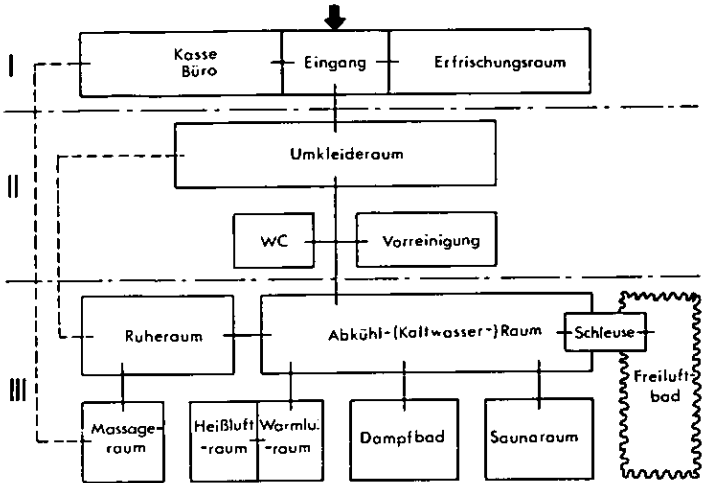 I
Kasse
Büro
Eingang
Erfrischungsraum
II
Umkleideraum
WC
Vorreinigung
III
Ruheraum
Abkühl-(Kaltwasser-)Raum
Schleuse
Freiluft-
bad
Massage-
raum
Heißluft
-raum
Warmlu.
-raum
Dampfbad
Saunaraum